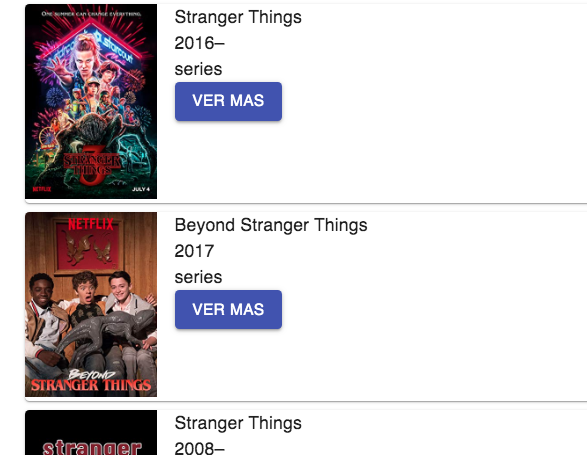 ONE SUMMER CAN CHANGE EVERYTHING.
starcourt
STRANGER
THINGS
3
NETFLIX
JULY 4
Stranger Things
2016–
series
VER MAS
NETFLIX
BEYOND
STRANGER THINGS
Beyond Stranger Things
2017
series
VER MAS
stranger
Stranger Things
2008–